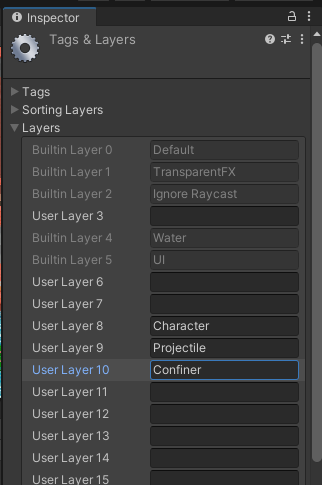 Inspector
Tags & Layers
Tags
Sorting Layers
Layers
Builtin Layer 0 Default
Builtin Layer 1 TransparentFX
Builtin Layer 2 Ignore Raycast
User Layer 3
Builtin Layer 4 Water
Builtin Layer 5 UI
User Layer 6
User Layer 7
User Layer 8 Character
User Layer 9 Projectile
User Layer 10 Confiner
User Layer 11
User Layer 12
User Layer 13
User Layer 14
User Layer 15